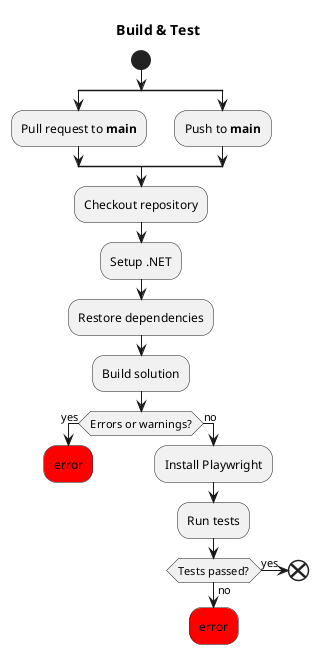 Build & Test
Pull request to main
Push to main
Checkout repository
Setup .NET
Restore dependencies
Build solution
yes
Errors or warnings?
no
error
Install Playwright
Run tests
Tests passed?
yes
no
error